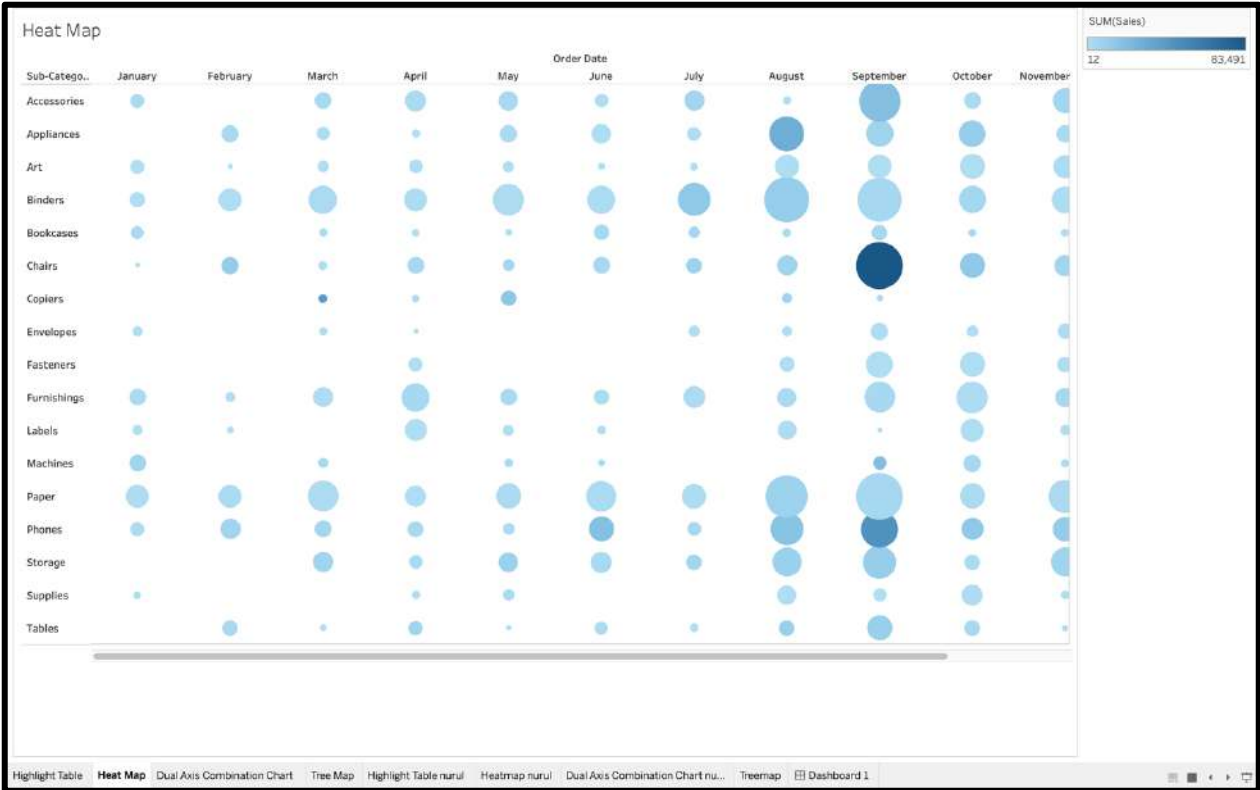 Heat Map
SUM(Sales)
12 83,491
Order Date
Sub-Catego.. January February March April May June July August September October November
Accessories
Appliances
Art
Binders
Bookcases
Chairs
Copiers
Envelopes
Fasteners
Furnishings
Labels
Machines
Paper
Phones
Storage
Supplies
Tables
Highlight Table Heat Map Dual Axis Combination Chart Tree Map Highlight Table nurul Heatmap nurul Dual Axis Combination Chart nu... Treemap Dashboard 1